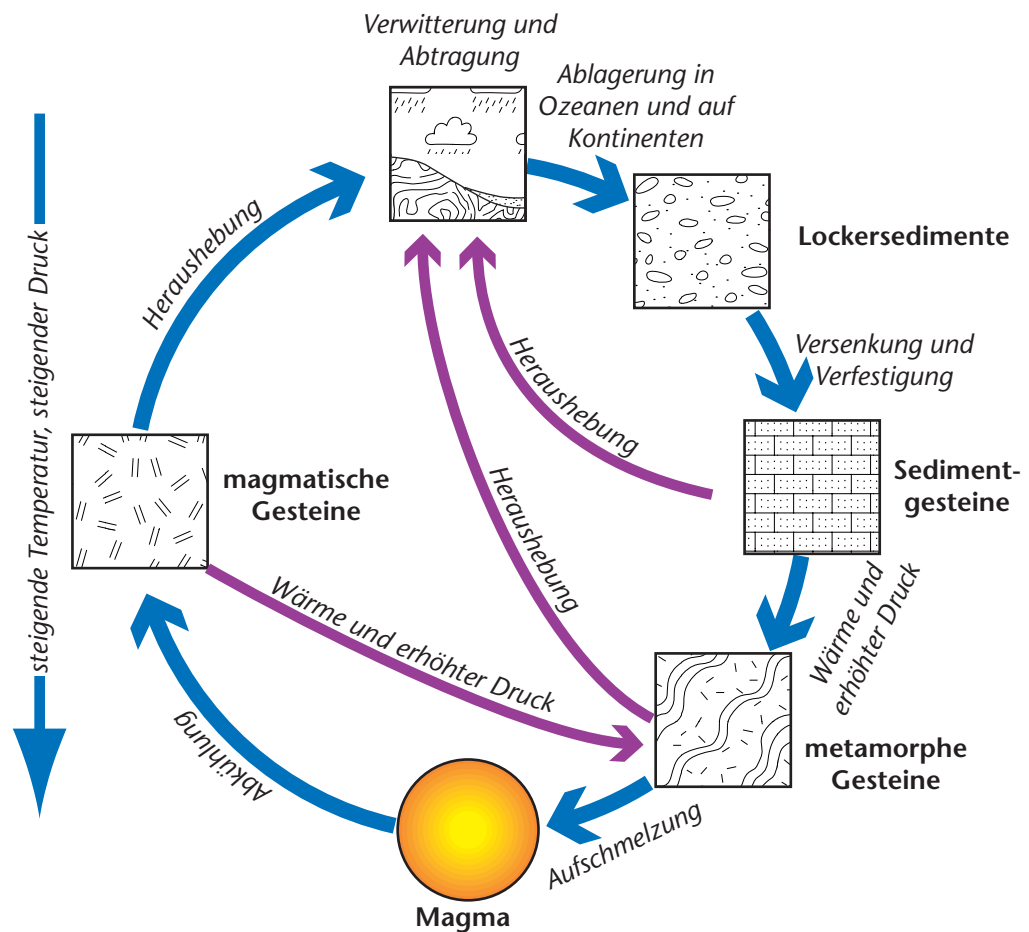 Verwitterung und
Abtragung
Ablagerung in
Ozeanen und auf
Kontinenten
Lockersedimente
Versenkung und
Verfestigung
Sediment-
gesteine
Wärme und
erhöhter Druck
metamorphe
Gesteine
Aufschmelzung
Magma
Abkühlung
magmatische
Gesteine
Heraushebung
Heraushebung
Heraushebung
Wärme und erhöhter Druck
steigende Temperatur, steigender Druck